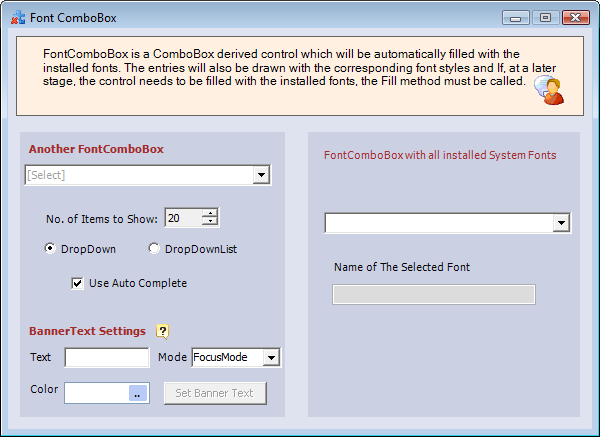 Font ComboBox
FontComboBox is a ComboBox derived control which will be automatically filled with the
installed fonts. The entries will also be drawn with the corresponding font styles and If, at a later
stage, the control needs to be filled with the installed fonts, the Fill method must be called.
Another FontComboBox
[Select]
No. of Items to Show: 20
DropDown DropDownList
Use Auto Complete
BannerText Settings ?
Text Mode FocusMode
Color .. Set Banner Text
FontComboBox with all installed System Fonts
Name of The Selected Font